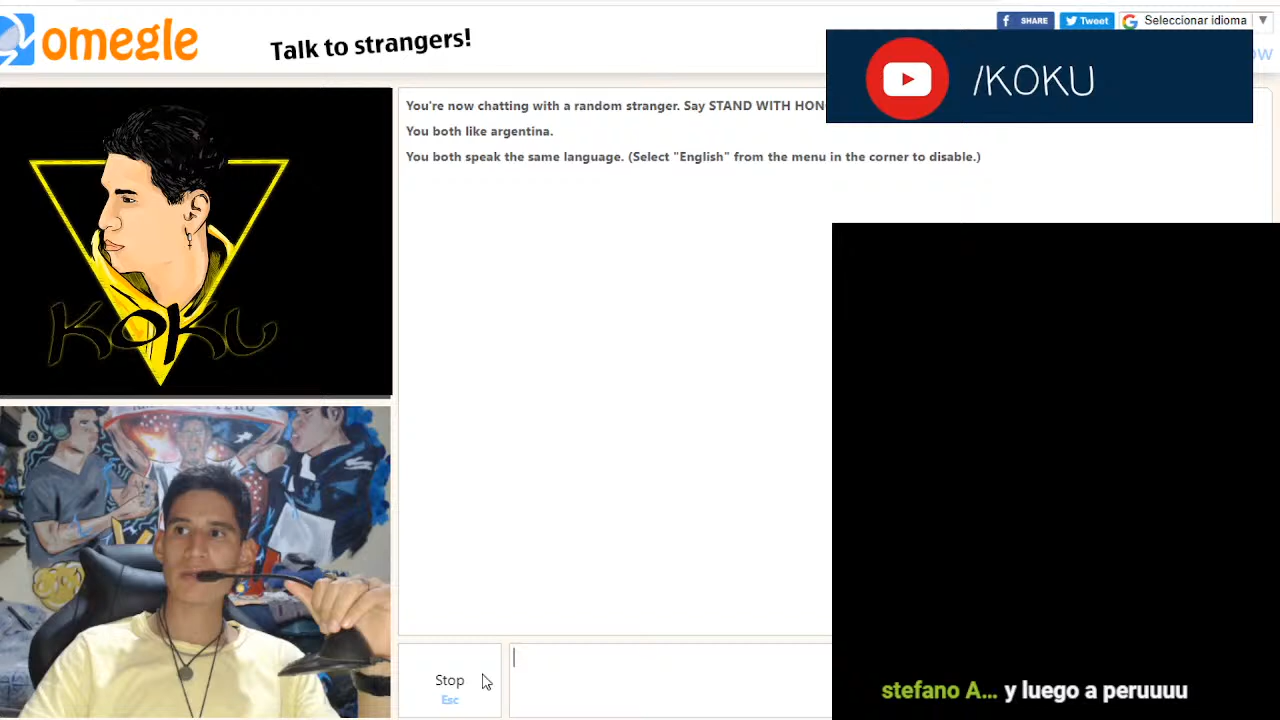 omegle
Talk to strangers!
SHARE
Tweet
Seleccionar idioma
/KOKU
You're now chatting with a random stranger. Say STAND WITH HON
You both like argentina.
You both speak the same language. (Select "English" from the menu in the corner to disable.)
KOKU
Stop
Esc
stefano A... y luego a peruuuu